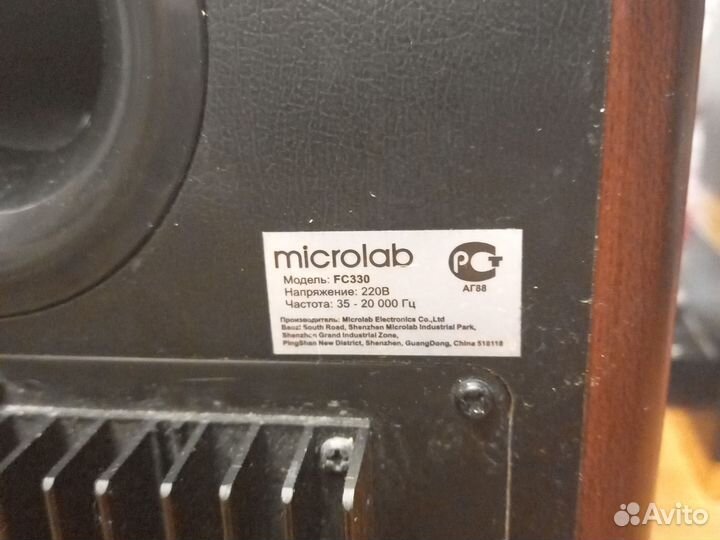 microlab
Модель: FC330
Напряжение: 220В
Частота: 35 - 20 000 Гц
РСТ
АГ88
Производитель: Microlab Electronics Co.,Ltd
Baozi South Road, Shenzhen Microlab Industrial Park,
Shenzhen Grand Industrial Zone,
PingShan New District, Shenzhen, GuangDong, China 518118
Avito